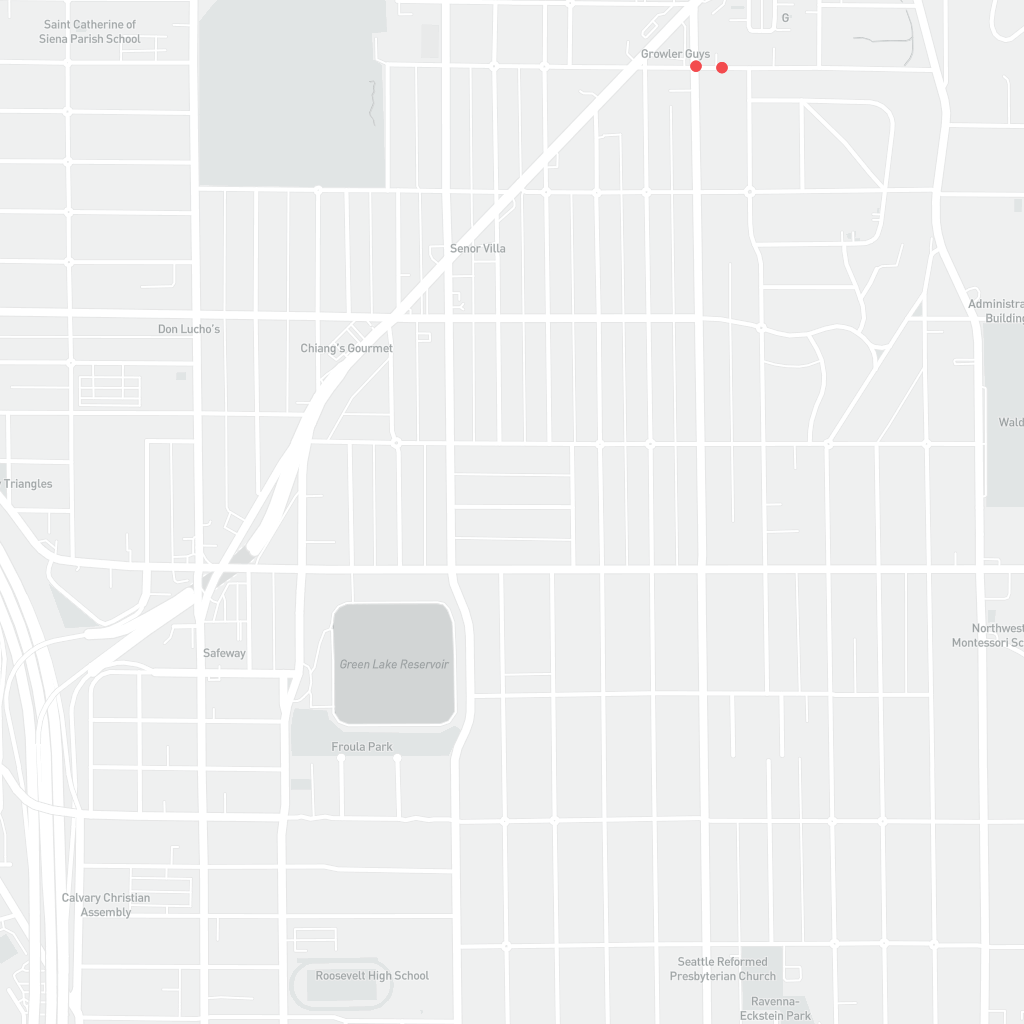 Saint Catherine of
Siena Parish School
G
Growler Guys
Senor Villa
Administra
Building
Don Lucho's
Chiang's Gourmet
Wald
Triangles
Northwest
Montessori Sc
Safeway
Green Lake Reservoir
Froula Park
Calvary Christian
Assembly
Seattle Reformed
Presbyterian Church
Roosevelt High School
Ravenna-
Eckstein Park